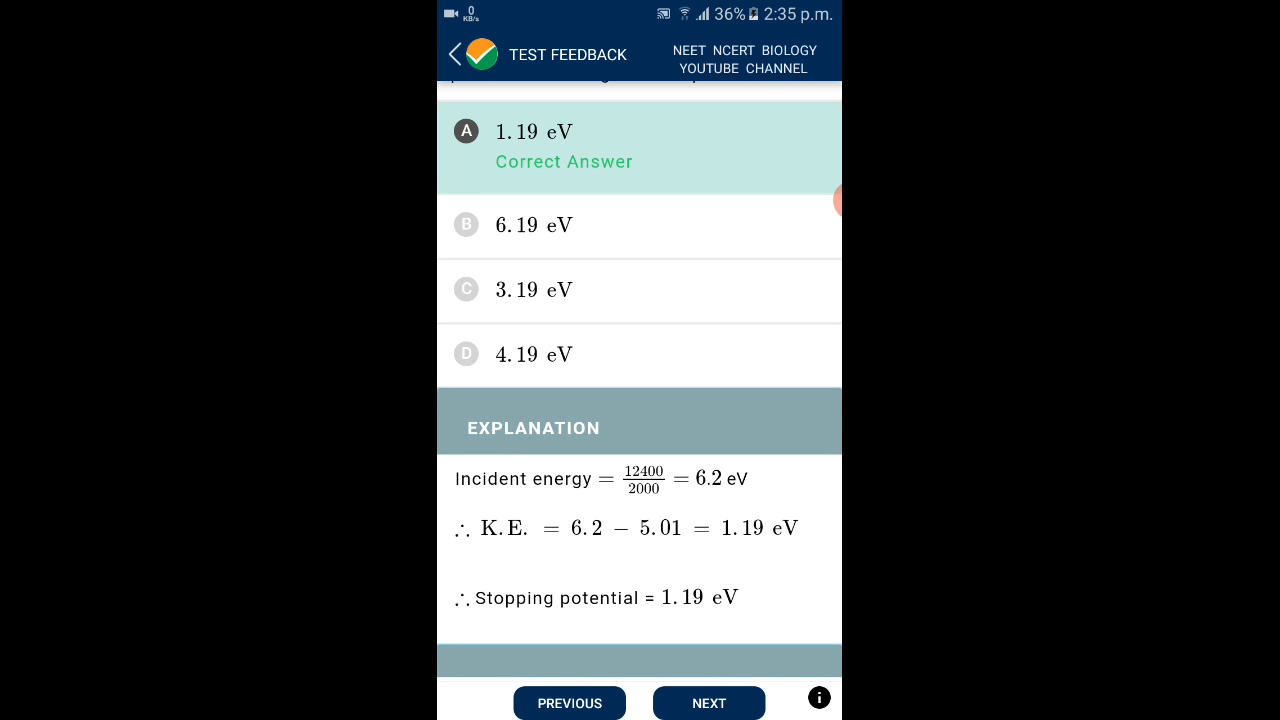 0
KB/s
36% 2:35 p.m.
TEST FEEDBACK
NEET NCERT BIOLOGY
YOUTUBE CHANNEL
A 1.19 eV
Correct Answer
B 6.19 eV
C 3.19 eV
D 4.19 eV
EXPLANATION
Incident energy = 12400/2000 = 6.2 eV
∴ K.E. = 6.2 − 5.01 = 1.19 eV
∴ Stopping potential = 1.19 eV
PREVIOUS NEXT i